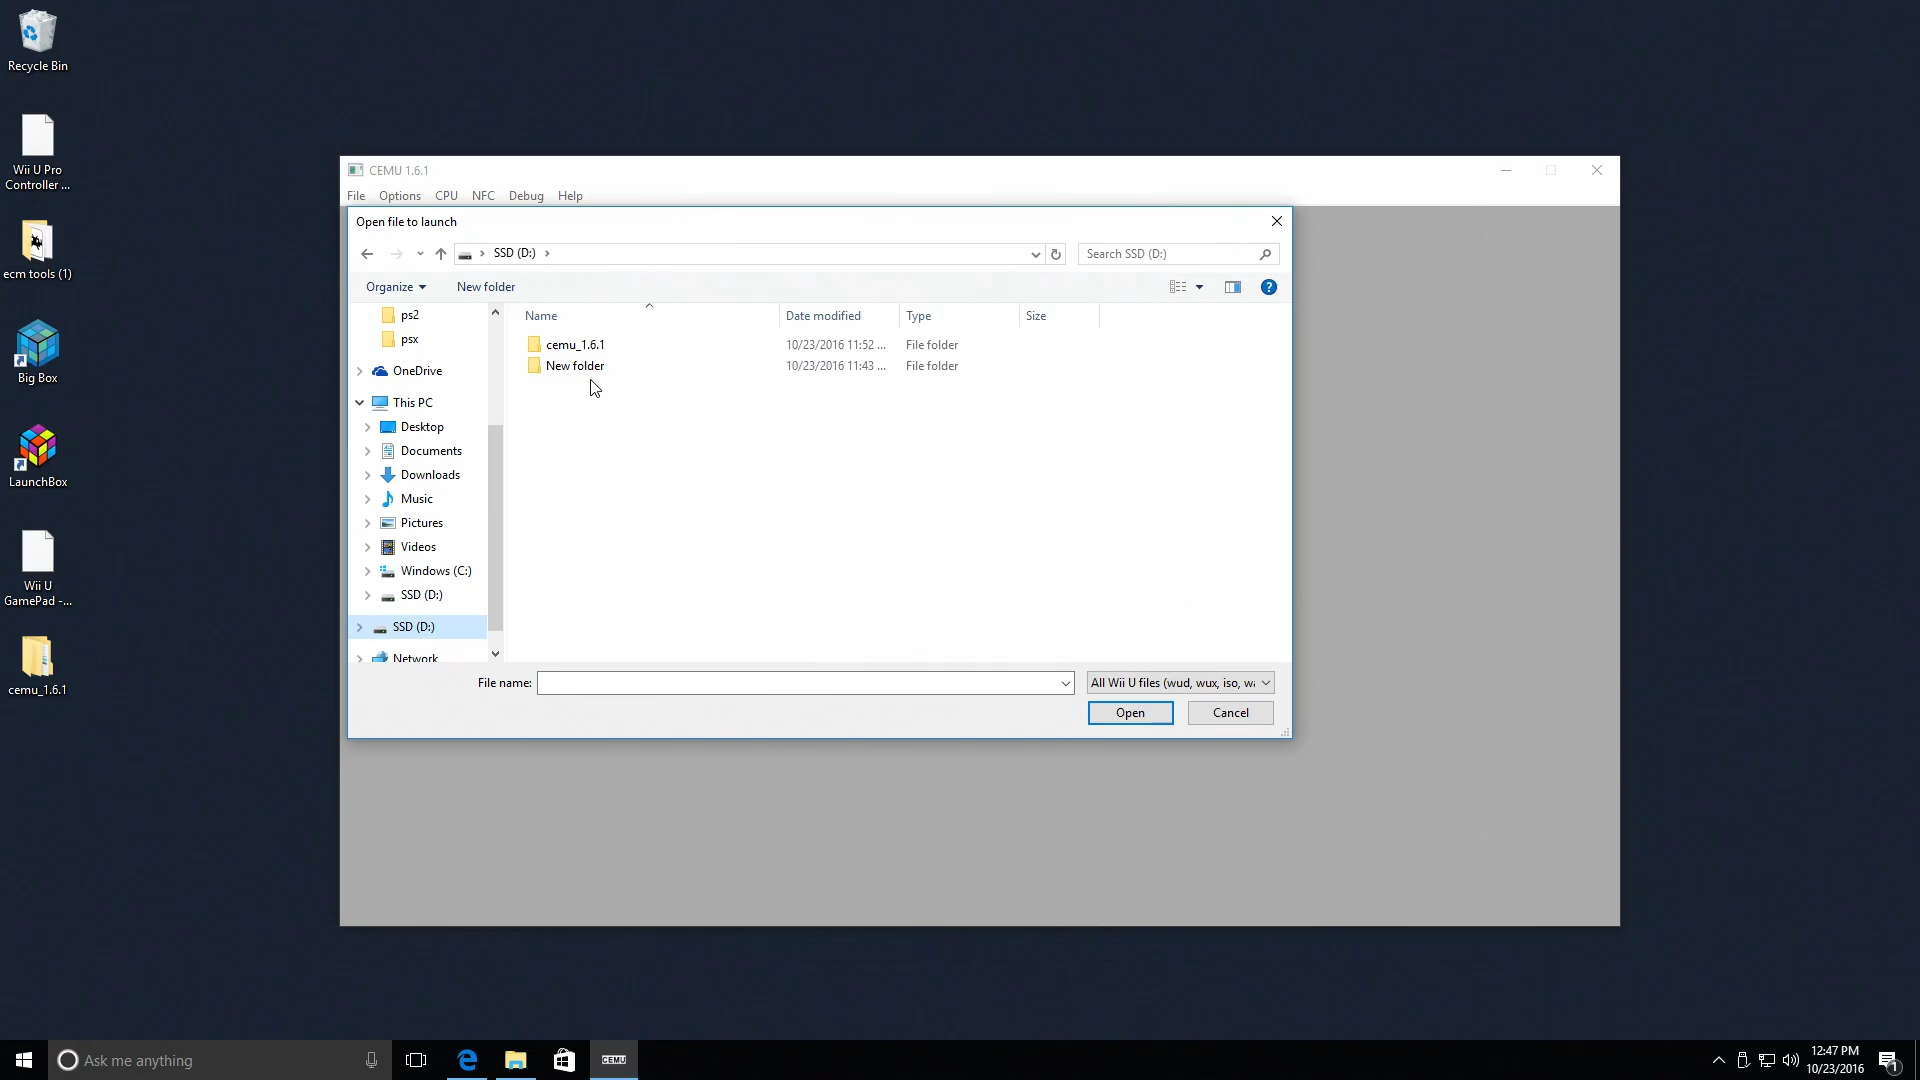 Recycle Bin
Wii U Pro
Controller ...
ecm tools (1)
Big Box
LaunchBox
Wii U
GamePad -...
cemu_1.6.1
CEMU 1.6.1
File Options CPU NFC Debug Help
Open file to launch
SSD (D:)
Search SSD (D:)
Organize New folder
Name Date modified Type Size
cemu_1.6.1 10/23/2016 11:52 ... File folder
New folder 10/23/2016 11:43 ... File folder
ps2
psx
OneDrive
This PC
Desktop
Documents
Downloads
Music
Pictures
Videos
Windows (C:)
SSD (D:)
SSD (D:)
Network
File name:
All Wii U files (wud, wux, iso, wa
Open Cancel
Ask me anything
CEMU
12:47 PM
10/23/2016
1